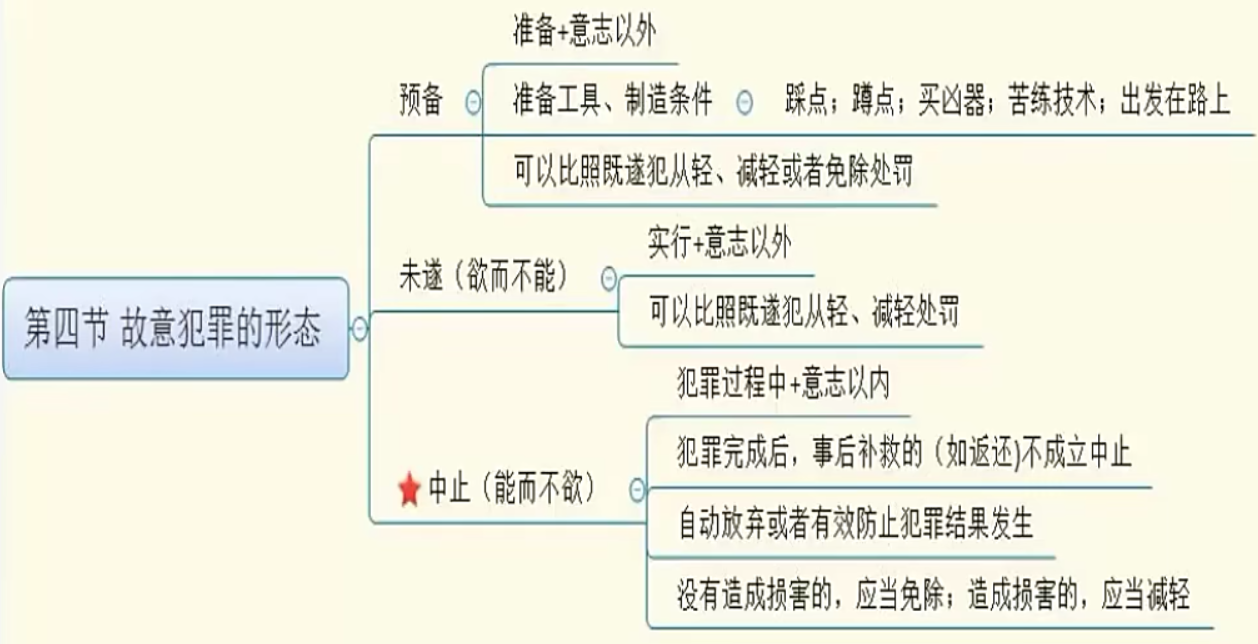 第四节 故意犯罪的形态
预备
准备+意志以外
准备工具、制造条件
踩点；蹲点；买凶器；苦练技术；出发在路上
可以比照既遂犯从轻、减轻或者免除处罚
未遂（欲而不能）
实行+意志以外
可以比照既遂犯从轻、减轻处罚
中止（能而不欲）
犯罪过程中+意志以内
犯罪完成后，事后补救的（如返还)不成立中止
自动放弃或者有效防止犯罪结果发生
没有造成损害的，应当免除；造成损害的，应当减轻